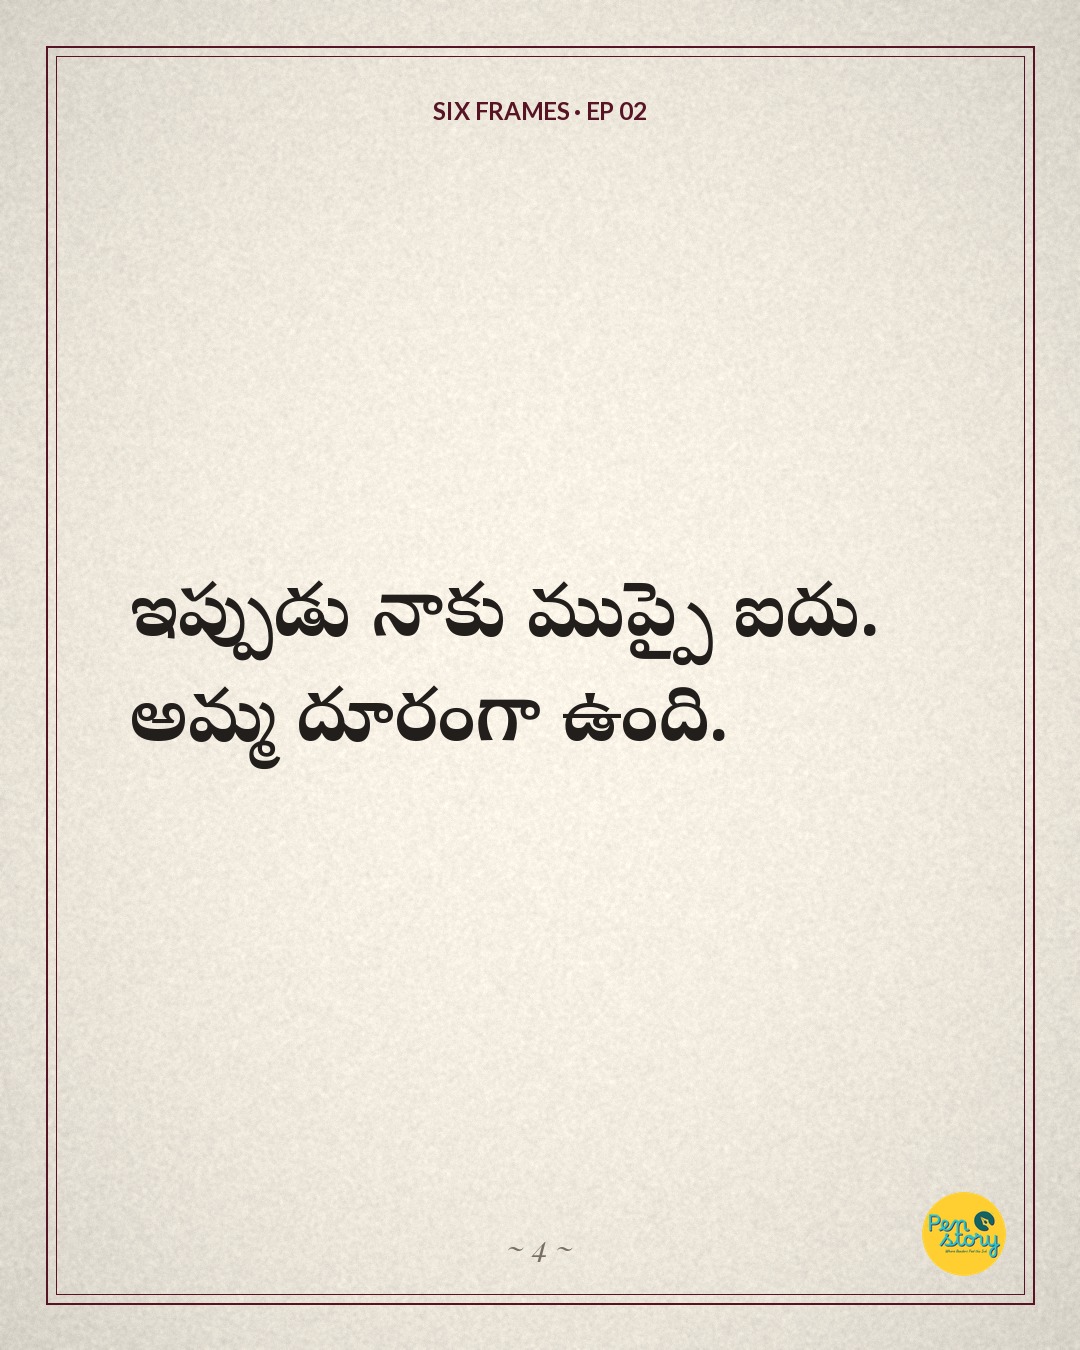 SIX FRAMES · EP 02
ఇప్పుడు నాకు ముప్పై ఐదు.
అమ్మ దూరంగా ఉంది.
~ 4 ~
Pen
story